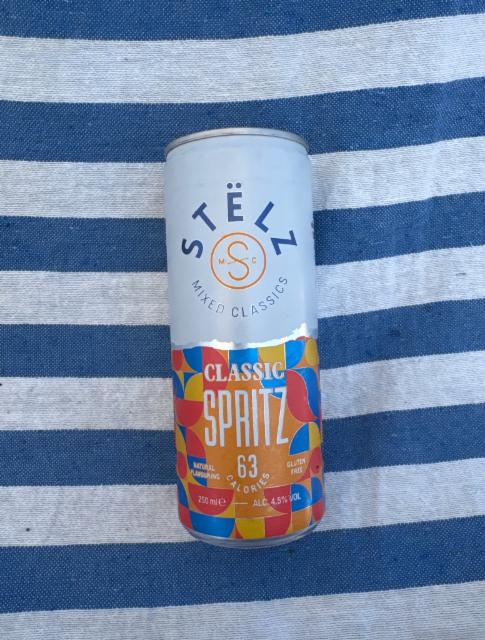 STËLZ
M S C
MIXED CLASSICS
CLASSIC
SPRITZ
63
CALORIES
NATURAL
FLAVOURING
GLUTEN
FREE
250 ml ℮ — ALC. 4.5% VOL